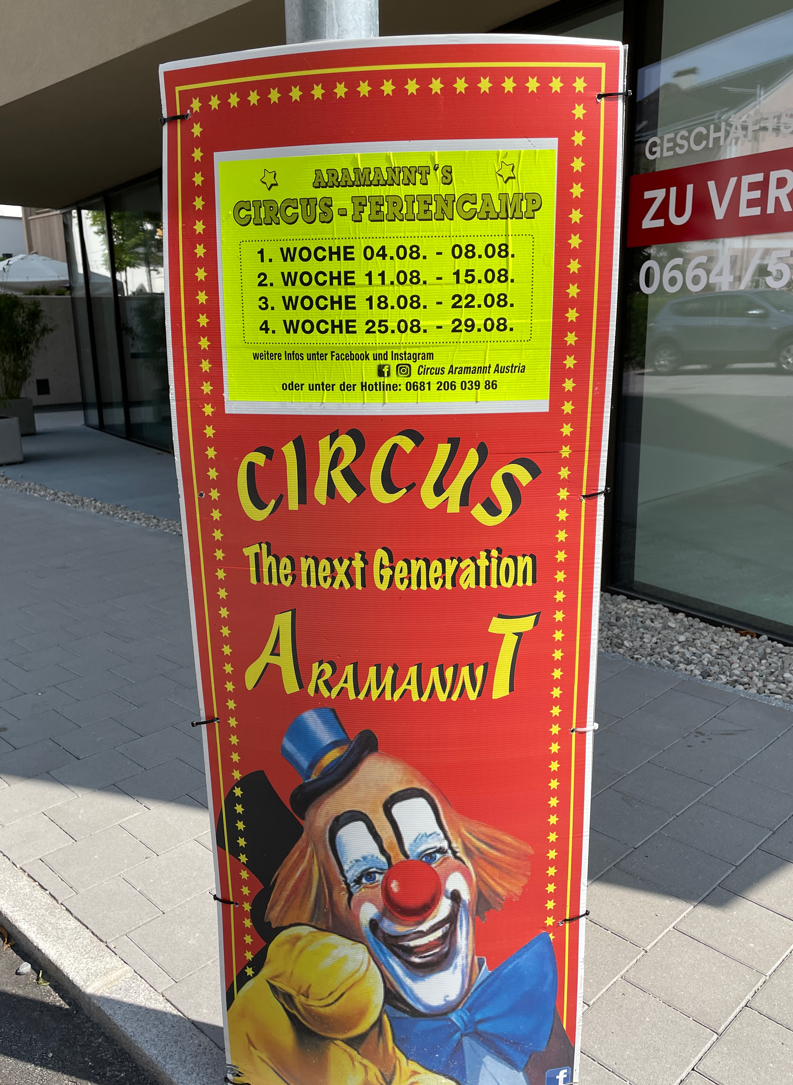 ARAMANNT´S
CIRCUS-FERIENCAMP
1. WOCHE 04.08. - 08.08.
2. WOCHE 11.08. - 15.08.
3. WOCHE 18.08. - 22.08.
4. WOCHE 25.08. - 29.08.
weitere Infos unter Facebook und Instagram
Circus Aramannt Austria
oder unter der Hotline: 0681 206 039 86
CIRCUS
The next Generation
ARAMANNT
f
GESCHÄFTS
ZU VER
0664/5